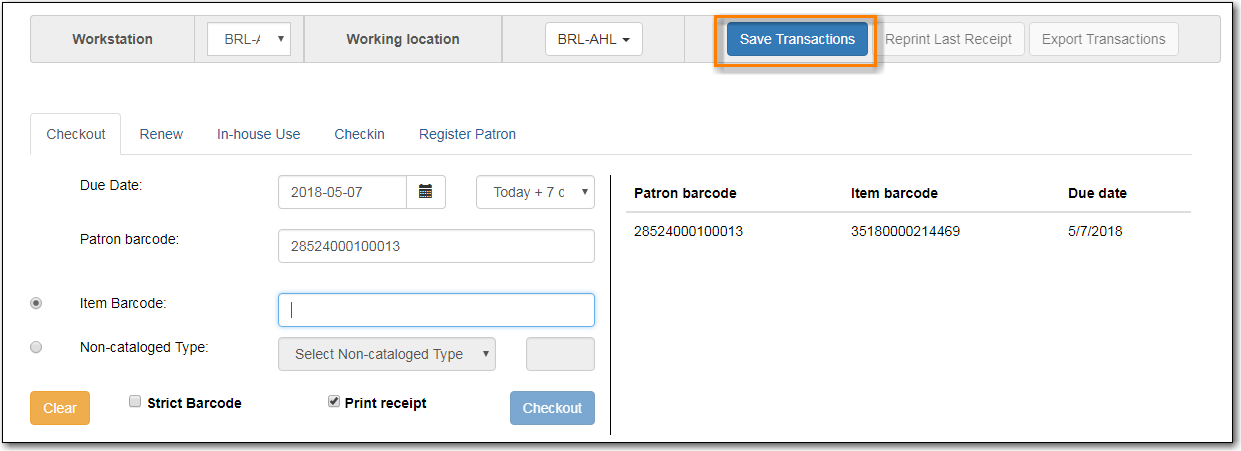 Workstation BRL-A Working location BRL-AHL Save Transactions Reprint Last Receipt Export Transactions
Checkout Renew In-house Use Checkin Register Patron
Due Date: 2018-05-07 Today + 7 c
Patron barcode Item barcode Due date
28524000100013 35180000214469 5/7/2018
Patron barcode: 28524000100013
Item Barcode:
Non-cataloged Type: Select Non-cataloged Type
Clear Strict Barcode Print receipt Checkout